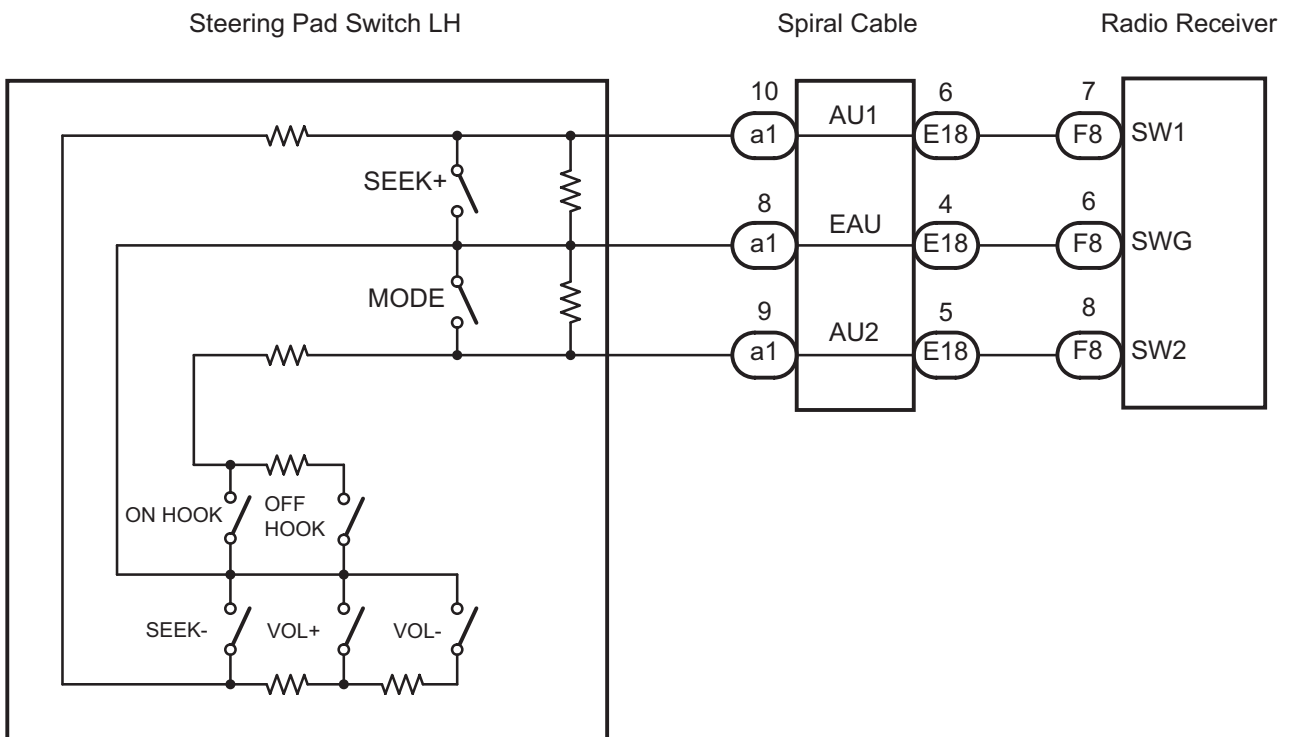 Steering Pad Switch LH
Spiral Cable
Radio Receiver
10
6
7
a1
AU1
E18
F8
SW1
SEEK+
8
4
6
a1
EAU
E18
F8
SWG
MODE
9
5
8
a1
AU2
E18
F8
SW2
ON HOOK
OFF
HOOK
SEEK-
VOL+
VOL-